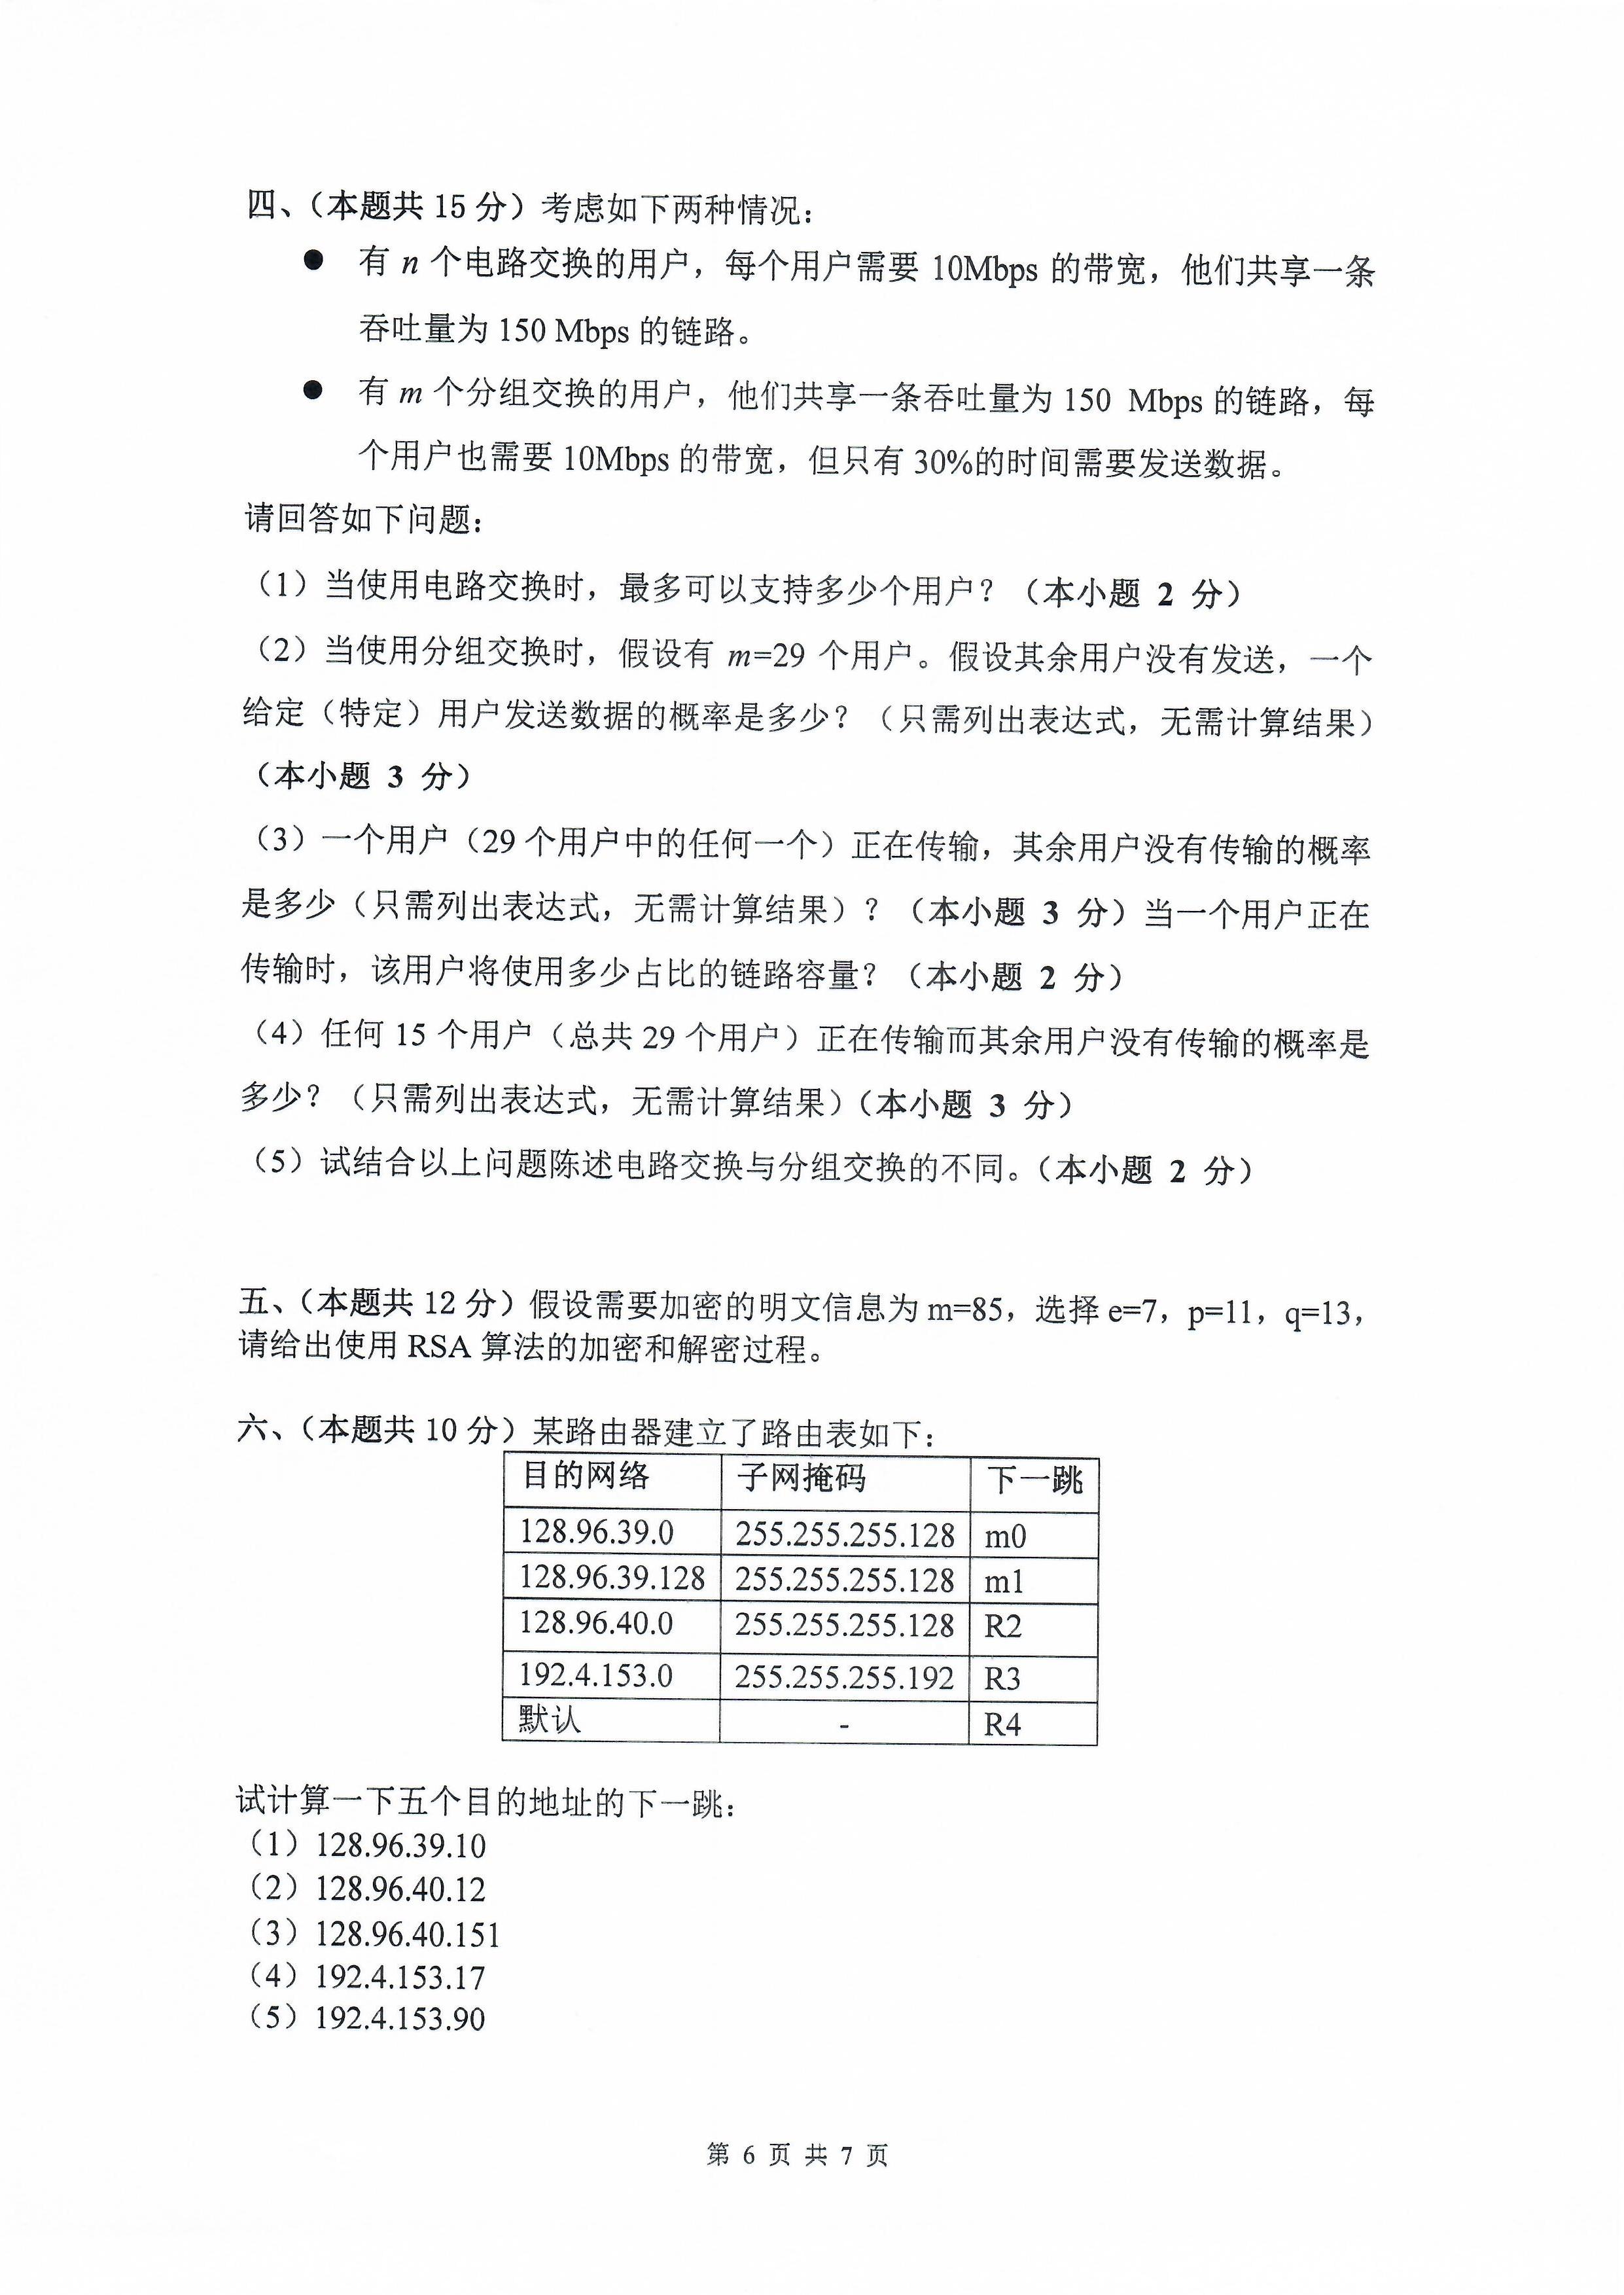 四、（本题共 15 分）考虑如下两种情况：
● 有 n 个电路交换的用户，每个用户需要 10Mbps 的带宽，他们共享一条
吞吐量为 150 Mbps 的链路。
● 有 m 个分组交换的用户，他们共享一条吞吐量为 150 Mbps 的链路，每
个用户也需要 10Mbps 的带宽，但只有 30%的时间需要发送数据。
请回答如下问题：
（1）当使用电路交换时，最多可以支持多少个用户？（本小题 2 分）
（2）当使用分组交换时，假设有 m=29 个用户。假设其余用户没有发送，一个
给定（特定）用户发送数据的概率是多少？（只需列出表达式，无需计算结果）
（本小题 3 分）
（3）一个用户（29 个用户中的任何一个）正在传输，其余用户没有传输的概率
是多少（只需列出表达式，无需计算结果）？（本小题 3 分）当一个用户正在
传输时，该用户将使用多少占比的链路容量？（本小题 2 分）
（4）任何 15 个用户（总共 29 个用户）正在传输而其余用户没有传输的概率是
多少？（只需列出表达式，无需计算结果）（本小题 3 分）
（5）试结合以上问题陈述电路交换与分组交换的不同。（本小题 2 分）
五、（本题共 12 分）假设需要加密的明文信息为 m=85，选择 e=7，p=11，q=13，
请给出使用 RSA 算法的加密和解密过程。
六、（本题共 10 分）某路由器建立了路由表如下：
目的网络 子网掩码 下一跳
128.96.39.0 255.255.255.128 m0
128.96.39.128 255.255.255.128 m1
128.96.40.0 255.255.255.128 R2
192.4.153.0 255.255.255.192 R3
默认 - R4
试计算一下五个目的地址的下一跳：
（1）128.96.39.10
（2）128.96.40.12
（3）128.96.40.151
（4）192.4.153.17
（5）192.4.153.90
第 6 页 共 7 页